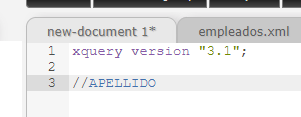 new-document 1* empleados.xml
1 xquery version "3.1";
2
3 //APELLIDO